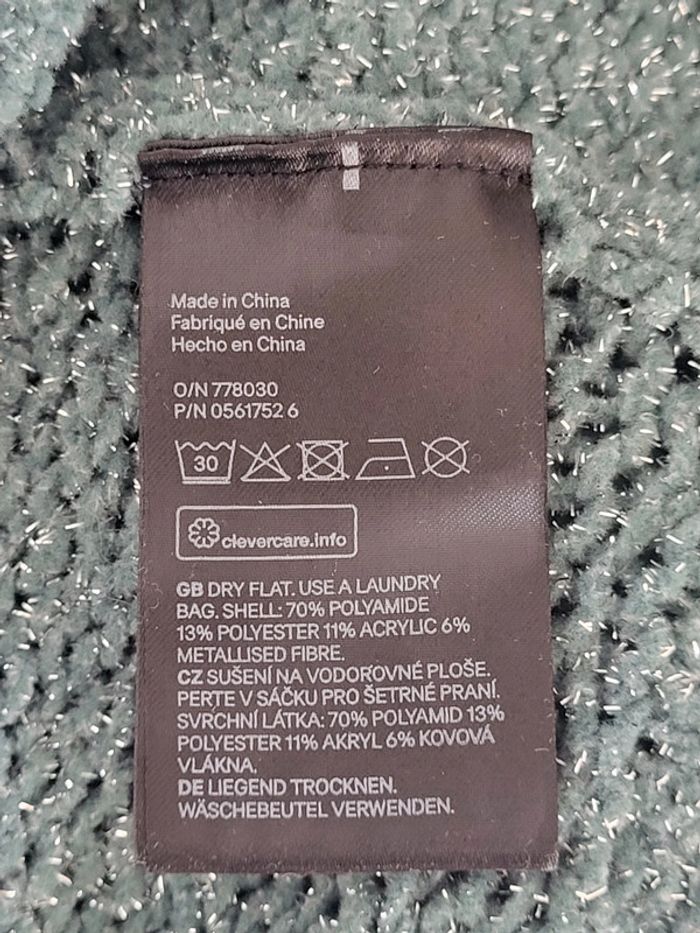 Made in China
Fabriqué en Chine
Hecho en China
O/N 778030
P/N 0561752 6
30
clevercare.info
GB DRY FLAT. USE A LAUNDRY
BAG. SHELL: 70% POLYAMIDE
13% POLYESTER 11% ACRYLIC 6%
METALLISED FIBRE.
CZ SUŠENÍ NA VODOROVNÉ PLOŠE.
PERTE V SÁČKU PRO ŠETRNÉ PRANÍ.
SVRCHNÍ LÁTKA: 70% POLYAMID 13%
POLYESTER 11% AKRYL 6% KOVOVÁ
VLÁKNA.
DE LIEGEND TROCKNEN.
WÄSCHEBEUTEL VERWENDEN.